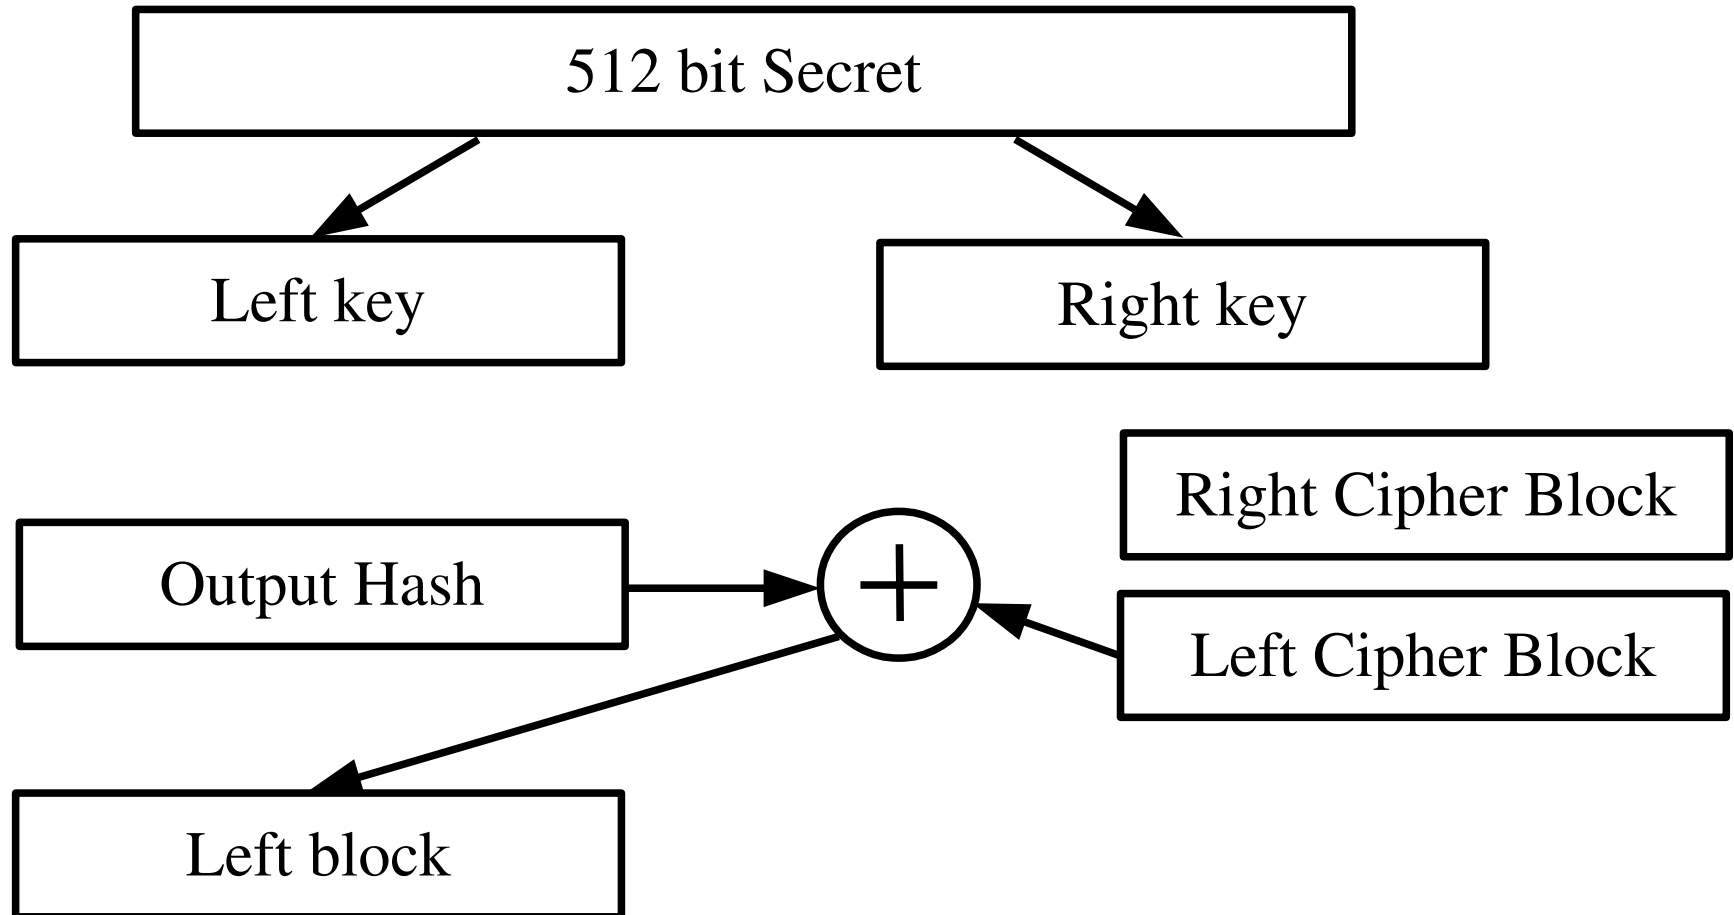 512 bit Secret
Left key
Right key
Right Cipher Block
Output Hash
Left Cipher Block
Left block